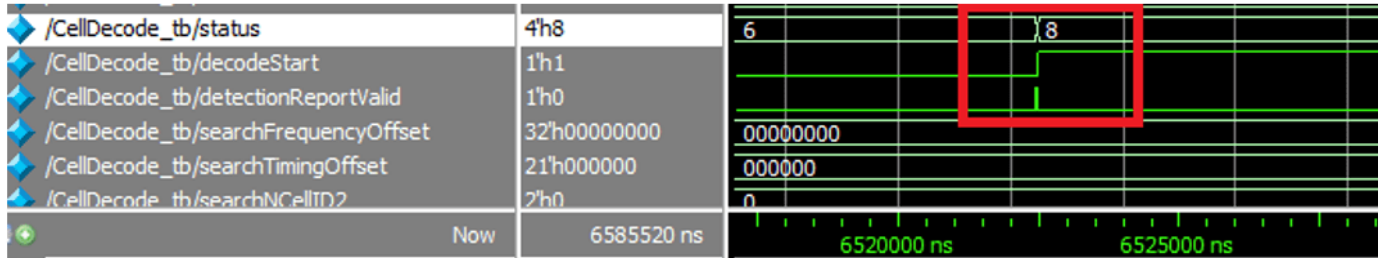 /CellDecode_tb/status 4'h8 6 8
/CellDecode_tb/decodeStart 1'h1
/CellDecode_tb/detectionReportValid 1'h0
/CellDecode_tb/searchFrequencyOffset 32'h00000000 00000000
/CellDecode_tb/searchTimingOffset 21'h000000 000000
/CellDecode_tb/searchNCellID2 2'h0 0
Now 6585520 ns 6520000 ns 6525000 ns